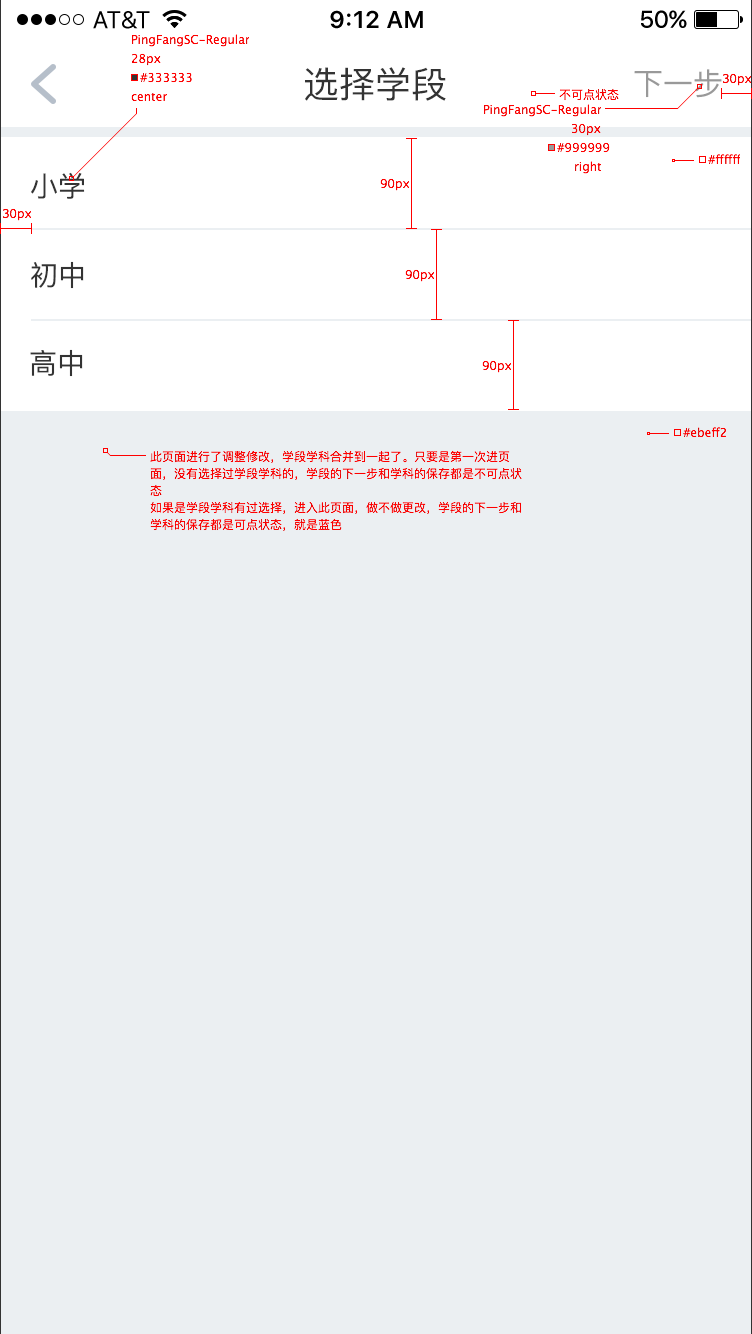 AT&T 9:12 AM 50%
PingFangSC-Regular
28px
#333333
center
选择学段
下一步
30px
不可点状态
PingFangSC-Regular
30px
#999999
right
#ffffff
小学
90px
30px
初中
90px
高中
90px
#ebeff2
此页面进行了调整修改，学段学科合并到一起了。只要是第一次进页
面，没有选择过学段学科的，学段的下一步和学科的保存都是不可点状
态
如果是学段学科有过选择，进入此页面，做不做更改，学段的下一步和
学科的保存都是可点状态，就是蓝色